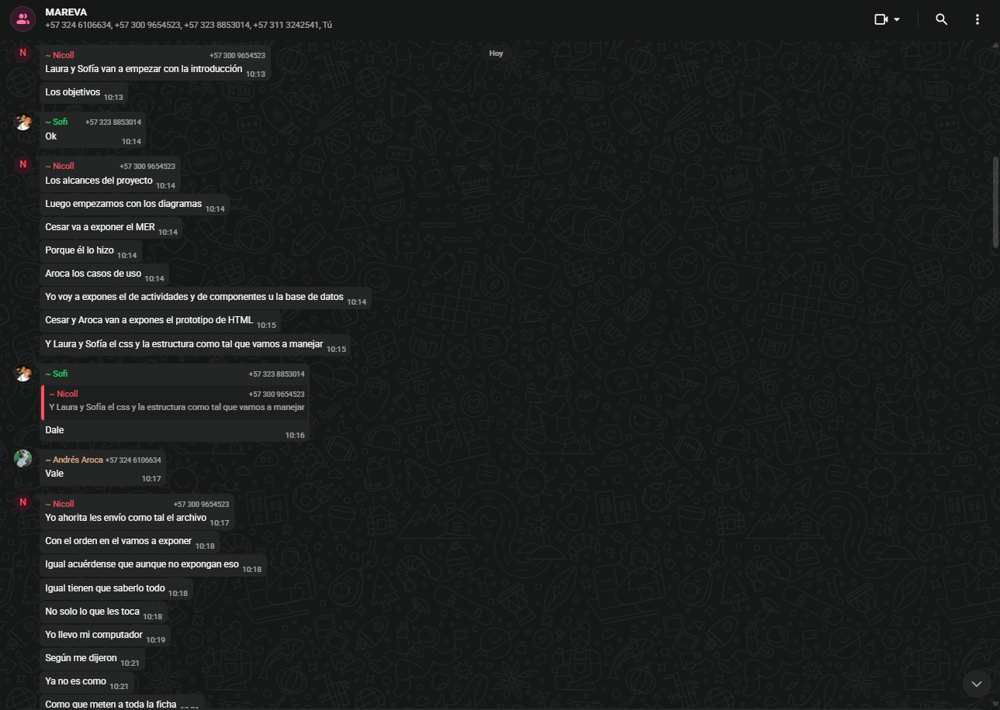 MAREVA
+57 324 6106634, +57 300 9654523, +57 323 8853014, +57 311 3242541, Tú
Hoy
N
~ Nicoll +57 300 9654523
Laura y Sofía van a empezar con la introducción 10:13
Los objetivos 10:13
~ Sofi +57 323 8853014
Ok 10:14
N
~ Nicoll +57 300 9654523
Los alcances del proyecto 10:14
Luego empezamos con los diagramas 10:14
Cesar va a exponer el MER 10:14
Porque él lo hizo 10:14
Aroca los casos de uso 10:14
Yo voy a expones el de actividades y de componentes u la base de datos 10:14
Cesar y Aroca van a expones el prototipo de HTML 10:15
Y Laura y Sofía el css y la estructura como tal que vamos a manejar 10:15
~ Sofi +57 323 8853014
~ Nicoll +57 300 9654523
Y Laura y Sofía el css y la estructura como tal que vamos a manejar
Dale 10:16
~ Andrés Aroca +57 324 6106634
Vale 10:17
N
~ Nicoll +57 300 9654523
Yo ahorita les envío como tal el archivo 10:17
Con el orden en el vamos a exponer 10:18
Igual acuérdense que aunque no expongan eso 10:18
Igual tienen que saberlo todo 10:18
No solo lo que les toca 10:18
Yo llevo mi computador 10:19
Según me dijeron 10:21
Ya no es como 10:21
Como que meten a toda la ficha